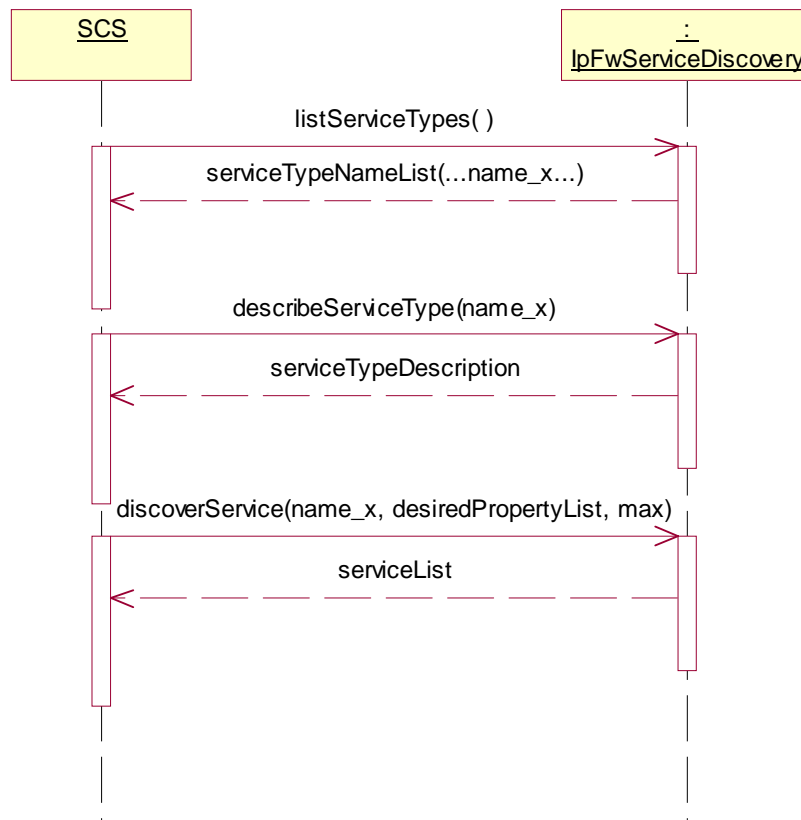 SCS
:
IpFwServiceDiscovery
listServiceTypes( )
serviceTypeNameList(...name_x...)
describeServiceType(name_x)
serviceTypeDescription
discoverService(name_x, desiredPropertyList, max)
serviceList